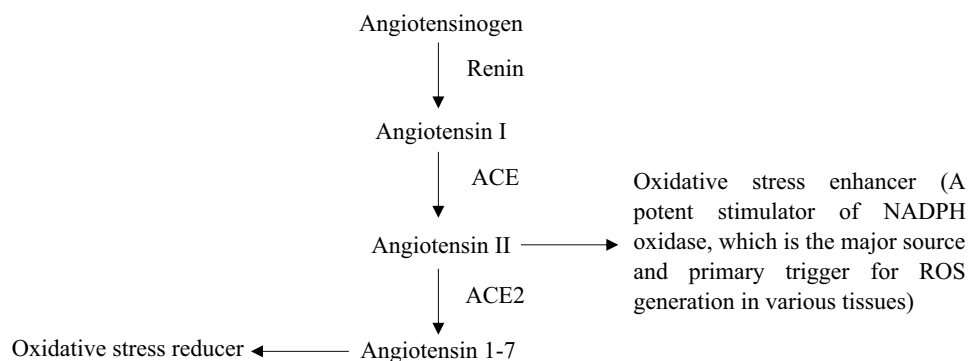 Angiotensinogen
Renin
Angiotensin I
ACE
Oxidative stress enhancer (A
potent stimulator of NADPH
oxidase, which is the major source
and primary trigger for ROS
generation in various tissues)
Angiotensin II
ACE2
Oxidative stress reducer
Angiotensin 1-7